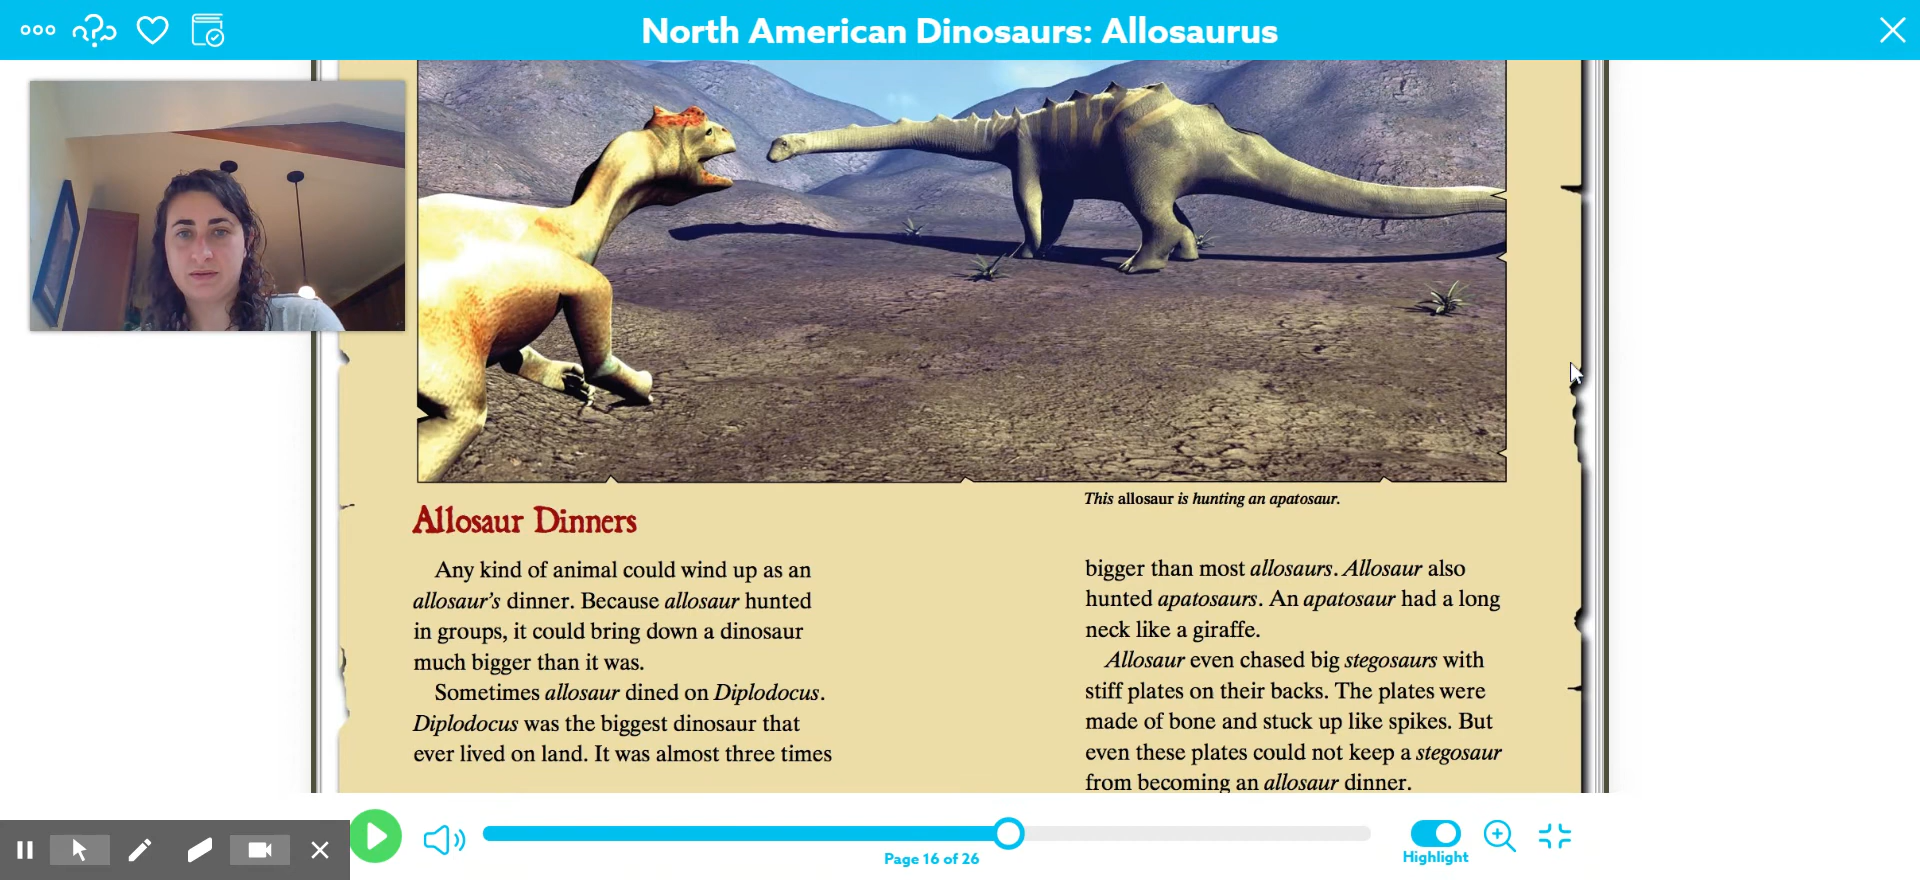 North American Dinosaurs: Allosaurus
This allosaur is hunting an apatosaur.
Allosaur Dinners
Any kind of animal could wind up as an
allosaur's dinner. Because allosaur hunted
in groups, it could bring down a dinosaur
much bigger than it was.
Sometimes allosaur dined on Diplodocus.
Diplodocus was the biggest dinosaur that
ever lived on land. It was almost three times
bigger than most allosaurs. Allosaur also
hunted apatosaurs. An apatosaur had a long
neck like a giraffe.
Allosaur even chased big stegosaurs with
stiff plates on their backs. The plates were
made of bone and stuck up like spikes. But
even these plates could not keep a stegosaur
from becoming an allosaur dinner.
Page 16 of 26
Highlight